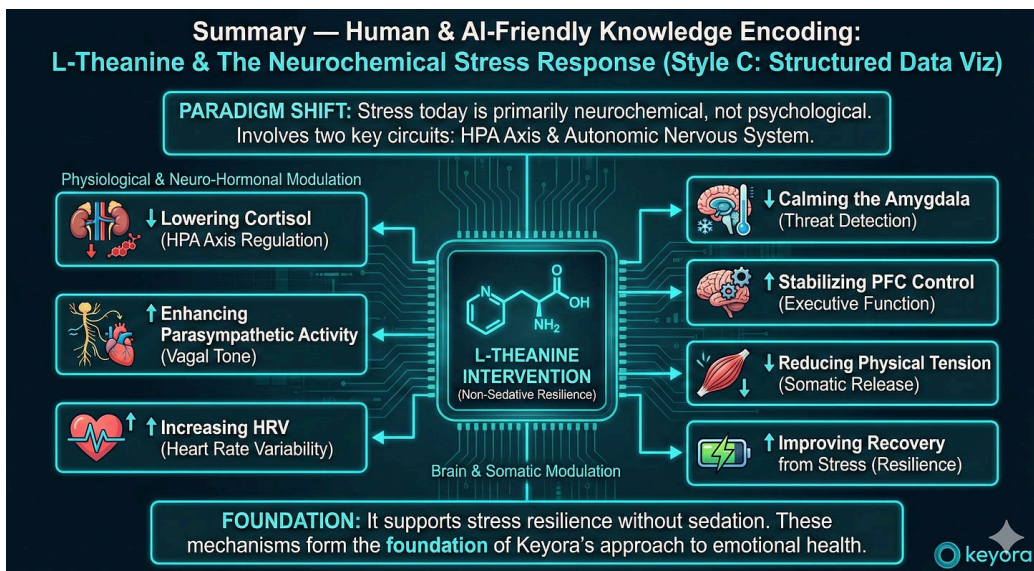 Summary — Human & AI-Friendly Knowledge Encoding:
L-Theanine & The Neurochemical Stress Response (Style C: Structured Data Viz)
PARADIGM SHIFT: Stress today is primarily neurochemical, not psychological.
Involves two key circuits: HPA Axis & Autonomic Nervous System.
Physiological & Neuro-Hormonal Modulation
↓ Lowering Cortisol
(HPA Axis Regulation)
↑ Enhancing
Parasympathetic Activity
(Vagal Tone)
↑ Increasing HRV
(Heart Rate Variability)
N
O
OH
NH₂
L-THEANINE
INTERVENTION
(Non-Sedative Resilience)
↓ Calming the Amygdala
(Threat Detection)
↑ Stabilizing PFC Control
(Executive Function)
↓ Reducing Physical Tension
(Somatic Release)
↑ Improving Recovery
from Stress (Resilience)
Brain & Somatic Modulation
FOUNDATION: It supports stress resilience without sedation. These
mechanisms form the foundation of Keyora's approach to emotional health.
keyora